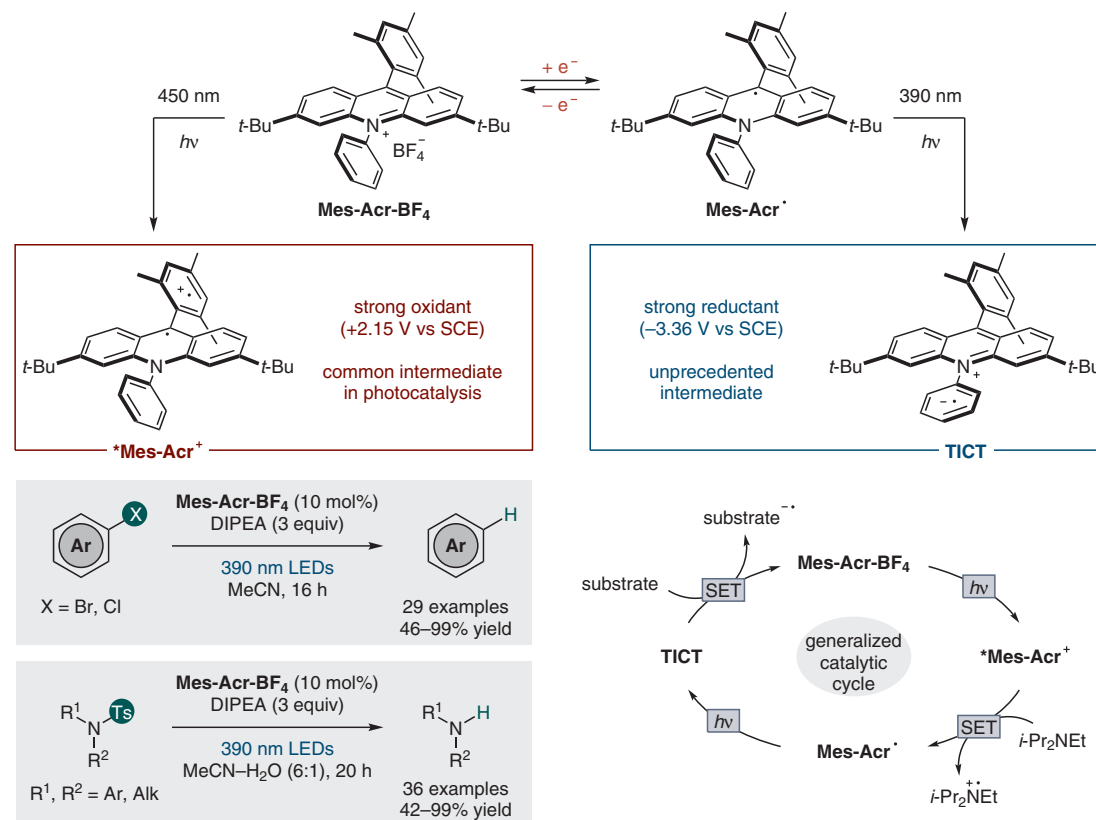 450 nm
hν
t-Bu
N
+
BF₄⁻
t-Bu
Mes-Acr-BF₄
+ e⁻
– e⁻
t-Bu
•
N
t-Bu
Mes-Acr•
390 nm
hν
+•
•
t-Bu
N
t-Bu
*Mes-Acr⁺
strong oxidant
(+2.15 V vs SCE)
common intermediate
in photocatalysis
strong reductant
(–3.36 V vs SCE)
unprecedented
intermediate
t-Bu
N
+
–•
t-Bu
TICT
Ar
X
X = Br, Cl
Mes-Acr-BF₄ (10 mol%)
DIPEA (3 equiv)
390 nm LEDs
MeCN, 16 h
Ar
H
29 examples
46–99% yield
R¹
N
Ts
R²
R¹, R² = Ar, Alk
Mes-Acr-BF₄ (10 mol%)
DIPEA (3 equiv)
390 nm LEDs
MeCN–H₂O (6:1), 20 h
R¹
N
H
R²
36 examples
42–99% yield
substrate⁻•
substrate
SET
Mes-Acr-BF₄
hν
TICT
generalized
catalytic
cycle
*Mes-Acr⁺
hν
Mes-Acr•
SET
i-Pr₂NEt
+•
i-Pr₂NEt